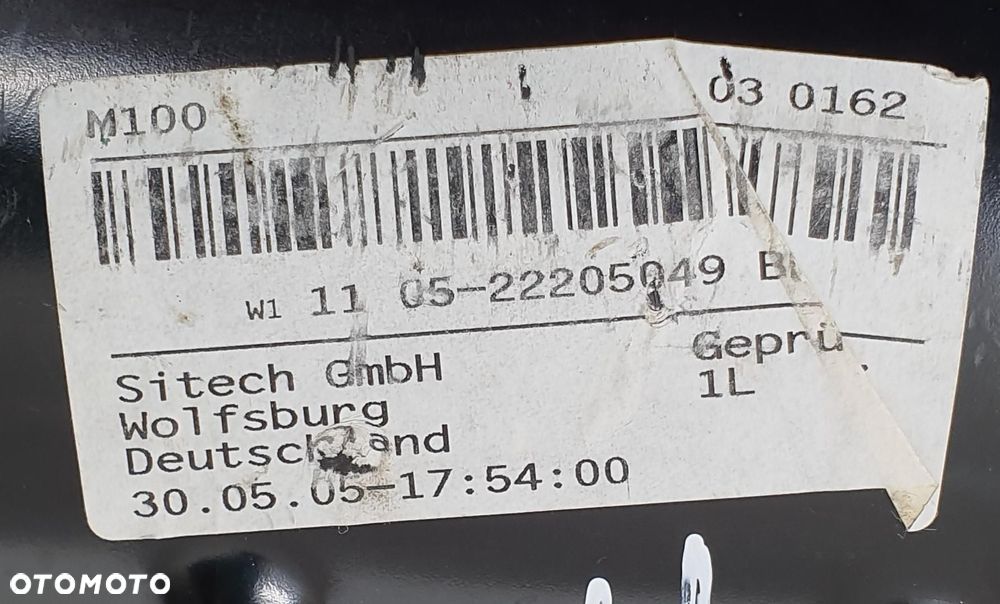 M100 03 0162
W1 11 05-22205049
Sitech GmbH
Wolfsburg
Deutschland
30.05.05-17:54:00
Geprü
1L
OTOMOTO